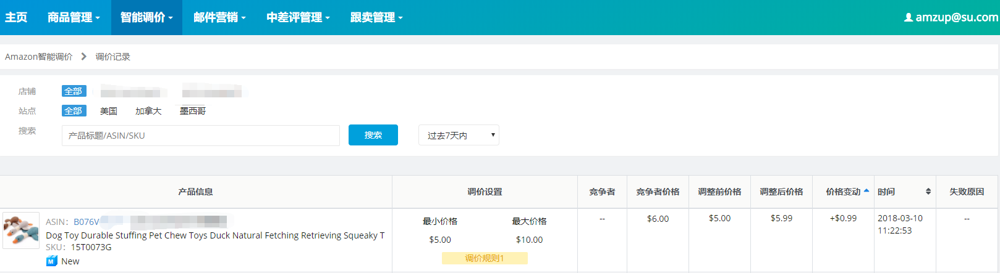 主页 商品管理 智能调价 邮件营销 中差评管理 跟卖管理 amzup@su.com
Amazon智能调价 调价记录
店铺 全部
站点 全部 美国 加拿大 墨西哥
搜索 产品标题/ASIN/SKU 搜索 过去7天内
产品信息 调价设置 竞争者 竞争者价格 调整前价格 调整后价格 价格变动 时间 失败原因
ASIN: B076V 最小价格 最大价格 -- $6.00 $5.00 $5.99 +$0.99 2018-03-10 --
11:22:53
Dog Toy Durable Stuffing Pet Chew Toys Duck Natural Fetching Retrieving Squeaky T $5.00 $10.00
SKU: 15T0073G
M New 调价规则1